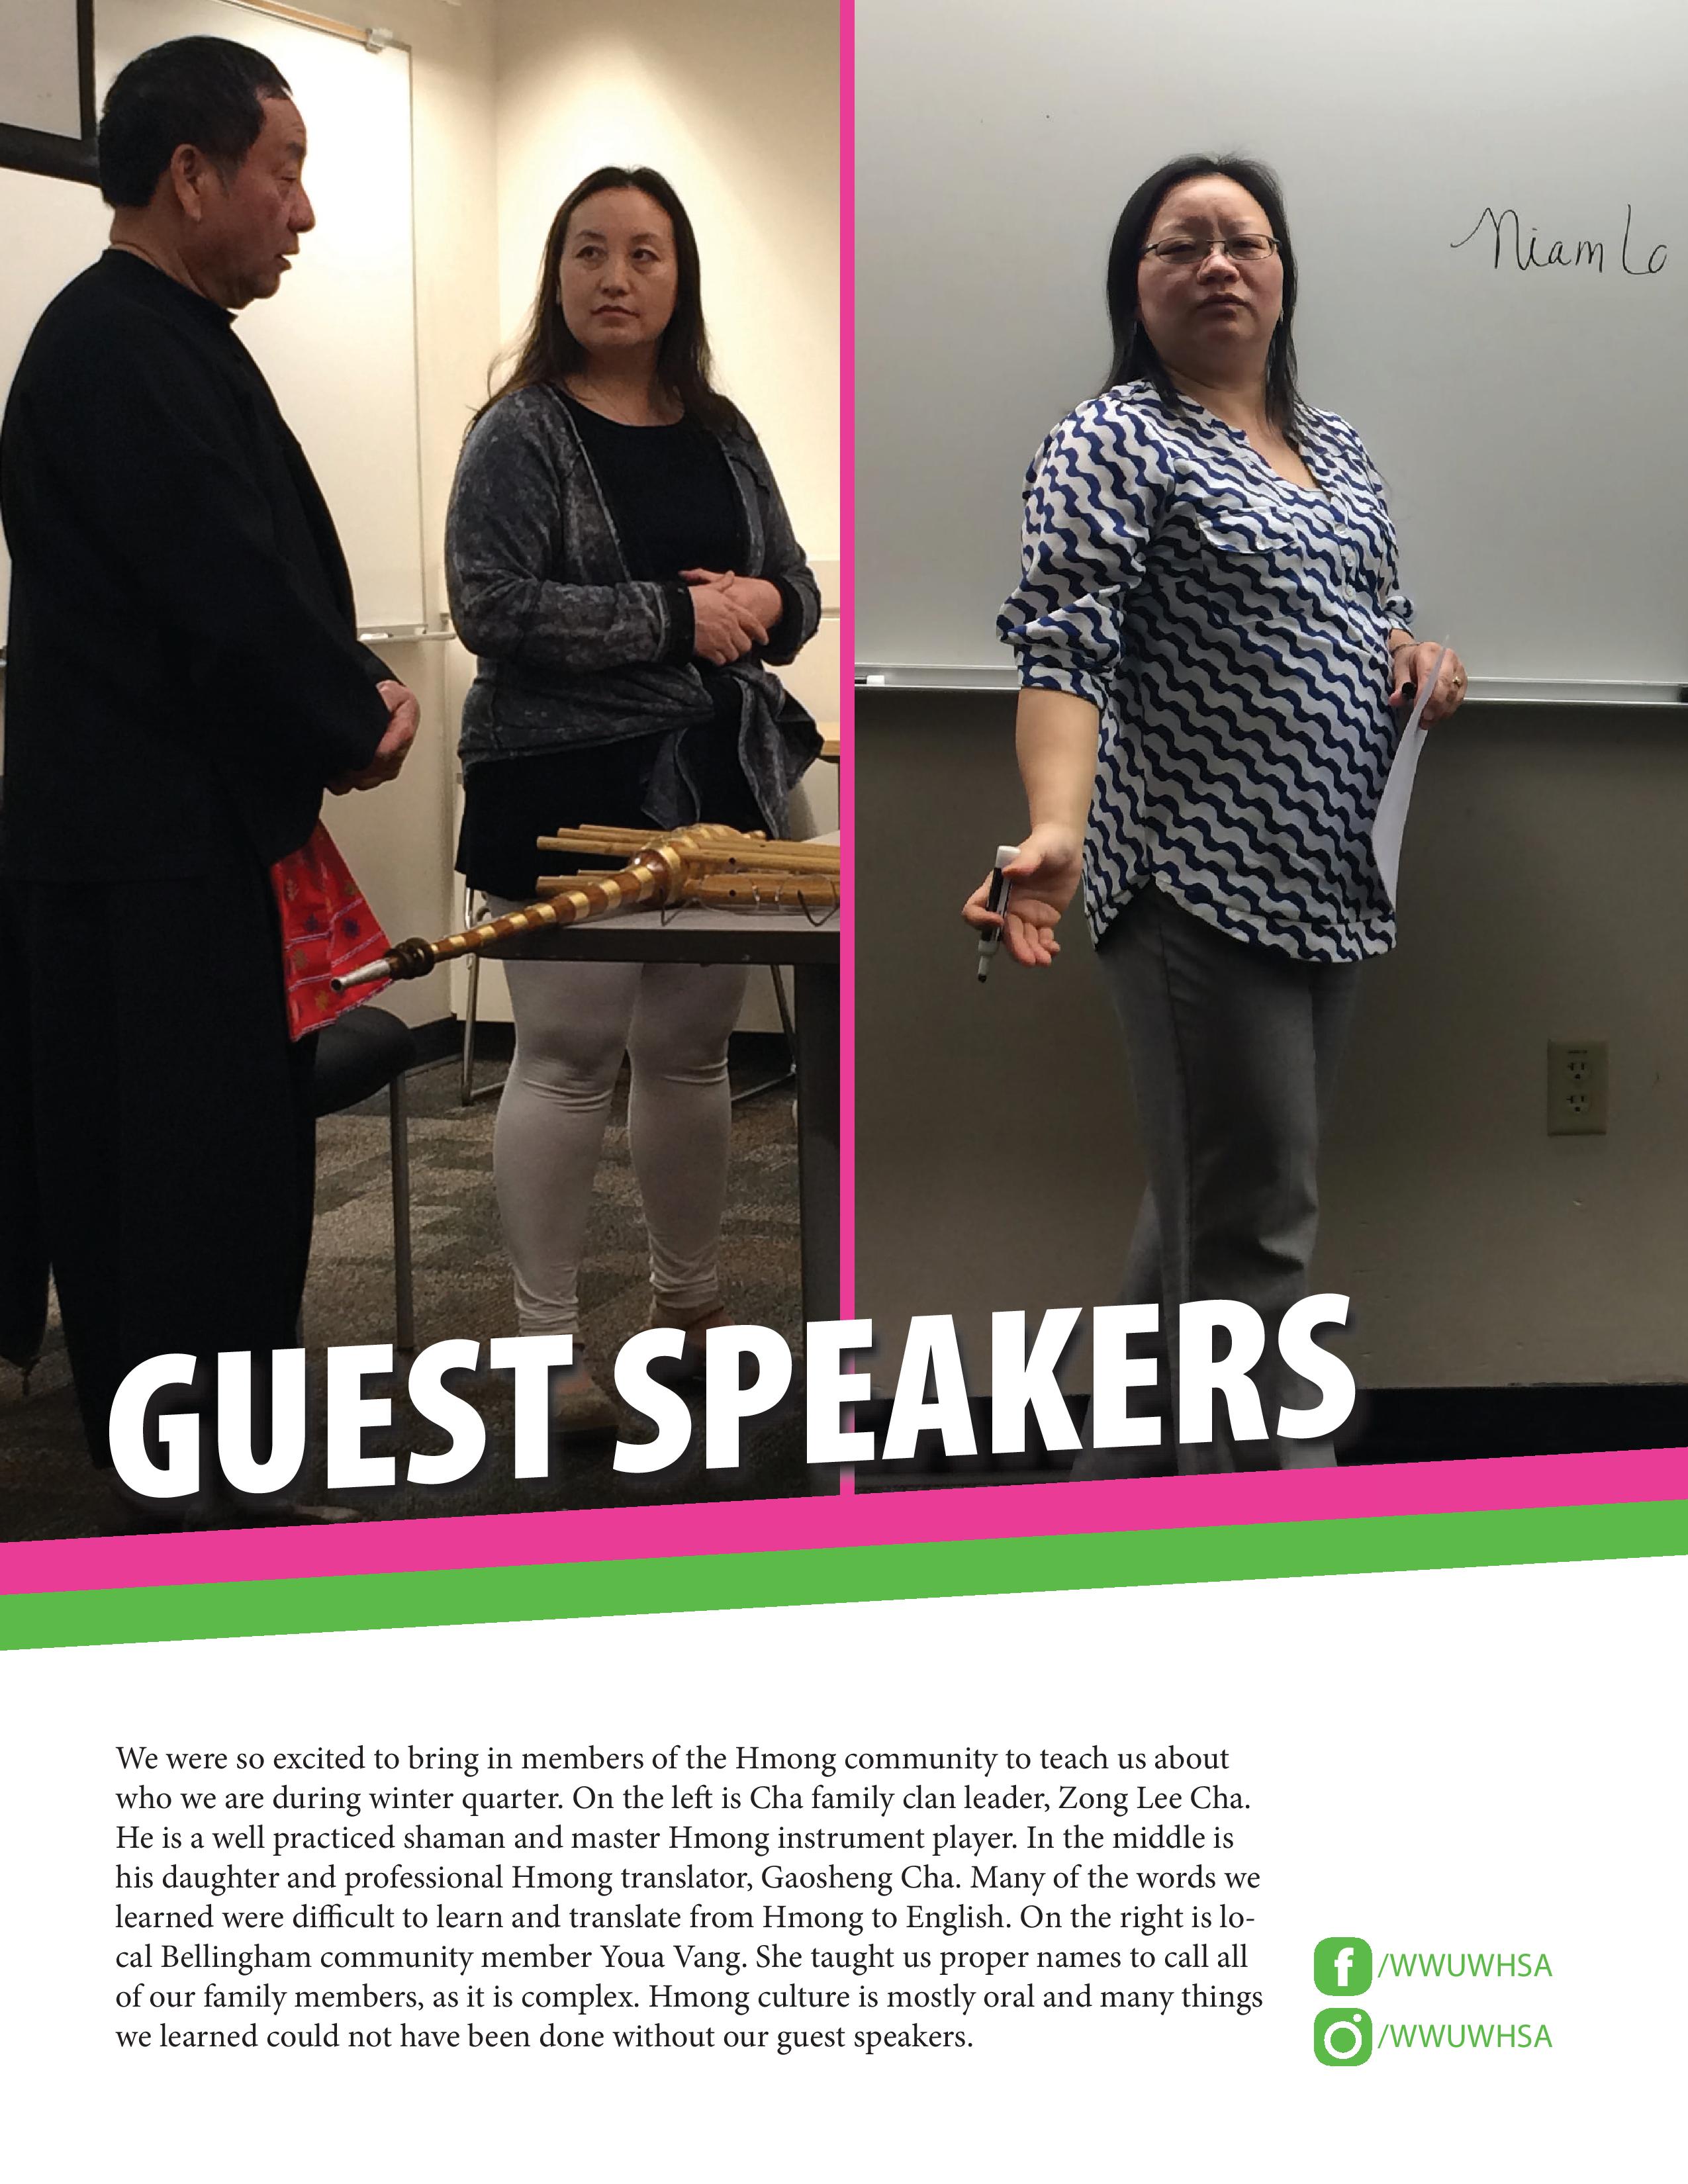 Niam Lo
GUEST SPEAKERS
We were so excited to bring in members of the Hmong community to teach us about
who we are during winter quarter. On the left is Cha family clan leader, Zong Lee Cha.
He is a well practiced shaman and master Hmong instrument player. In the middle is
his daughter and professional Hmong translator, Gaosheng Cha. Many of the words we
learned were difficult to learn and translate from Hmong to English. On the right is lo-
cal Bellingham community member Youa Vang. She taught us proper names to call all
of our family members, as it is complex. Hmong culture is mostly oral and many things
we learned could not have been done without our guest speakers.
/WWUWHSA
/WWUWHSA